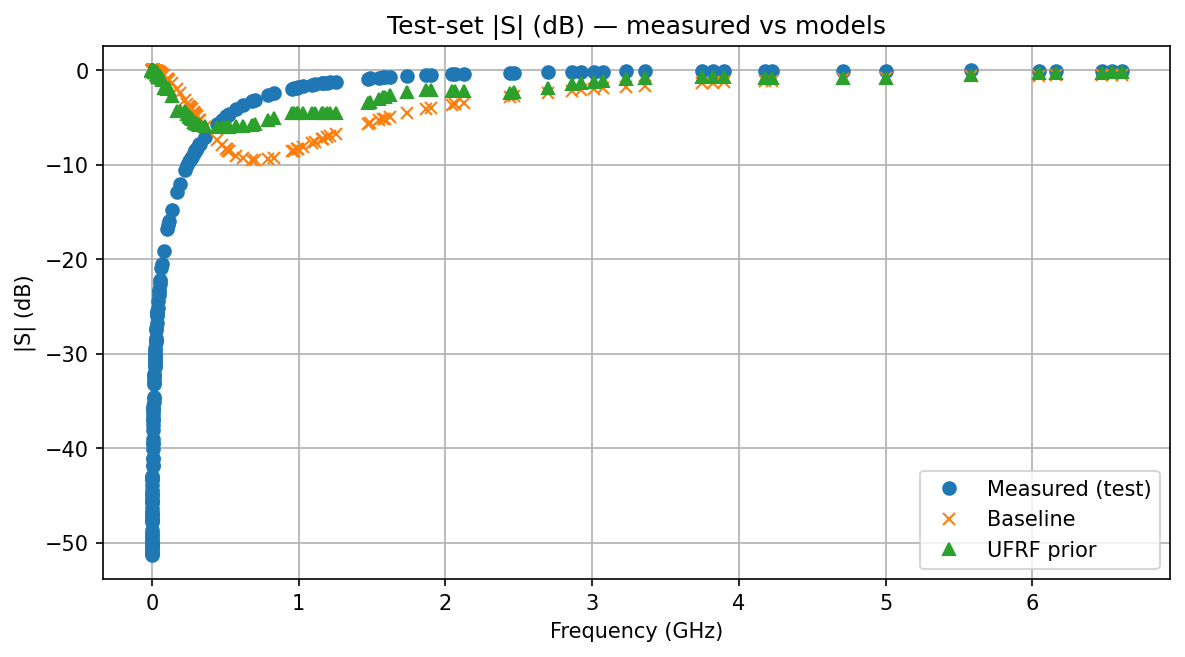 Test-set |S| (dB) — measured vs models
|S| (dB)
0
−10
−20
−30
−40
−50
Measured (test)
Baseline
UFRF prior
0 1 2 3 4 5 6
Frequency (GHz)